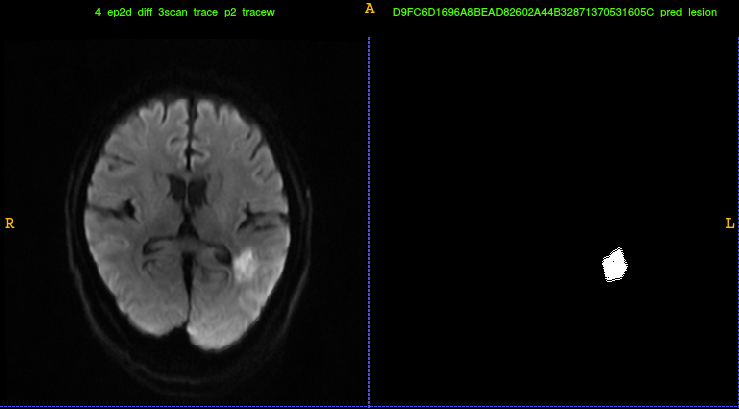 4 ep2d diff 3scan trace p2 tracew
A
D9FC6D1696A8BEAD82602A44B32871370531605C pred lesion
R
L